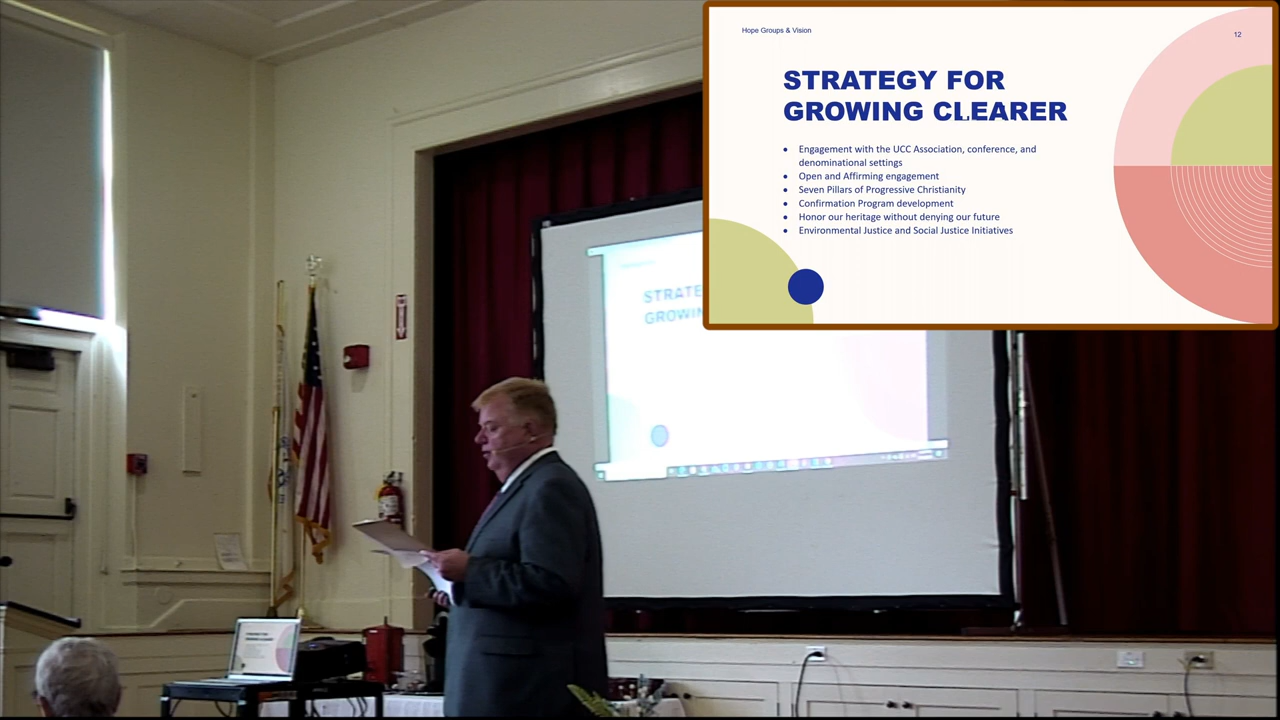 Hope Groups & Vision
12
STRATEGY FOR
GROWING CLEARER
Engagement with the UCC Association, conference, and
denominational settings
Open and Affirming engagement
Seven Pillars of Progressive Christianity
Confirmation Program development
Honor our heritage without denying our future
Environmental Justice and Social Justice Initiatives
STRATE
GROWIN